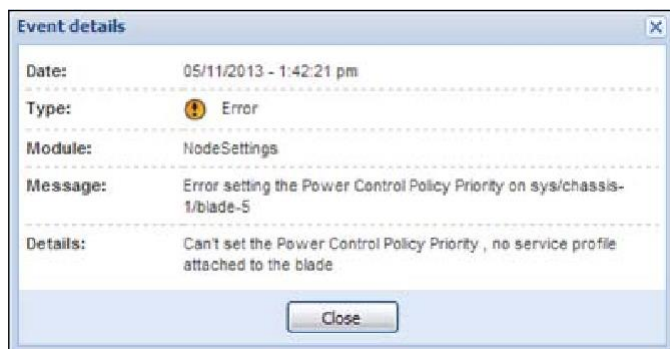 Event details
Date: 05/11/2013 - 1:42:21 pm
Type: Error
Module: NodeSettings
Message: Error setting the Power Control Policy Priority on sys/chassis-
1/blade-5
Details: Can't set the Power Control Policy Priority , no service profile
attached to the blade
Close